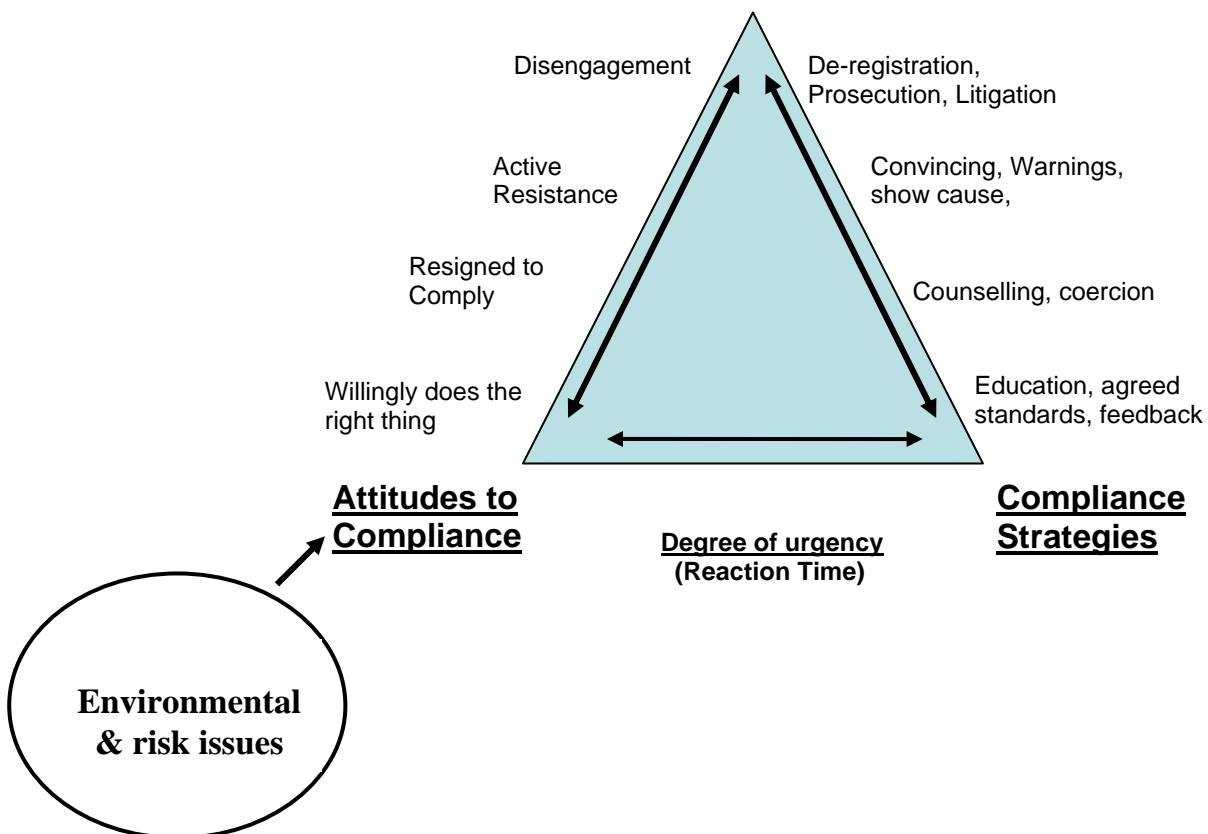 Disengagement
De-registration,
Prosecution, Litigation
Active
Resistance
Convincing, Warnings,
show cause,
Resigned to
Comply
Counselling, coercion
Willingly does the
right thing
Education, agreed
standards, feedback
Attitudes to
Compliance
Degree of urgency
(Reaction Time)
Compliance
Strategies
Environmental
& risk issues